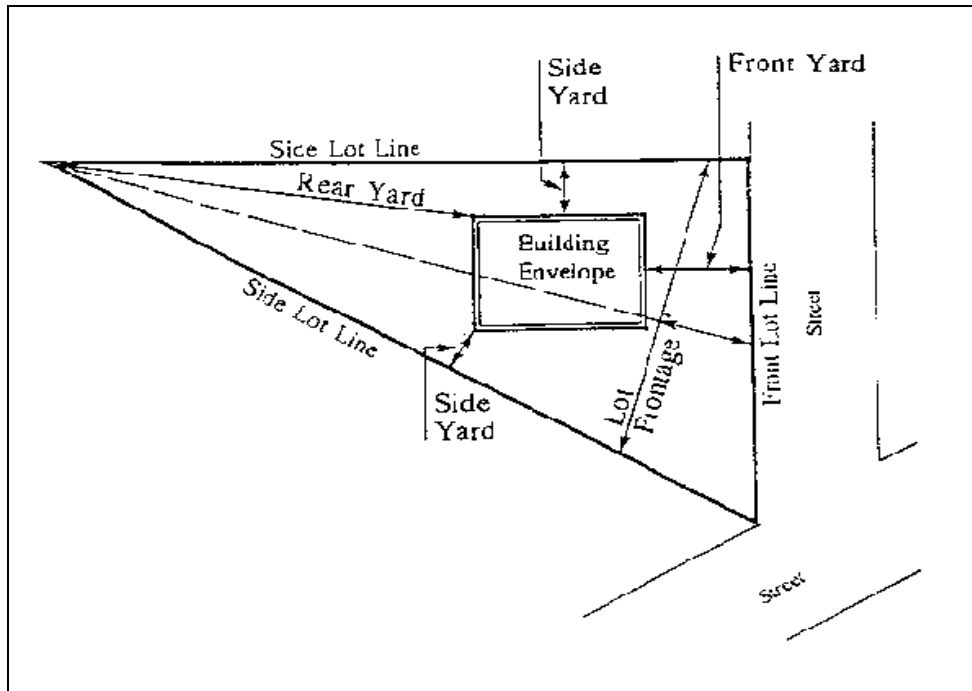 Side
Yard
Front Yard
Sice Lot Line
Rear Yard
Building
Envelope
Side Lot Line
Front Lot Line
Street
Lot
Frontage
Side
Yard
Street